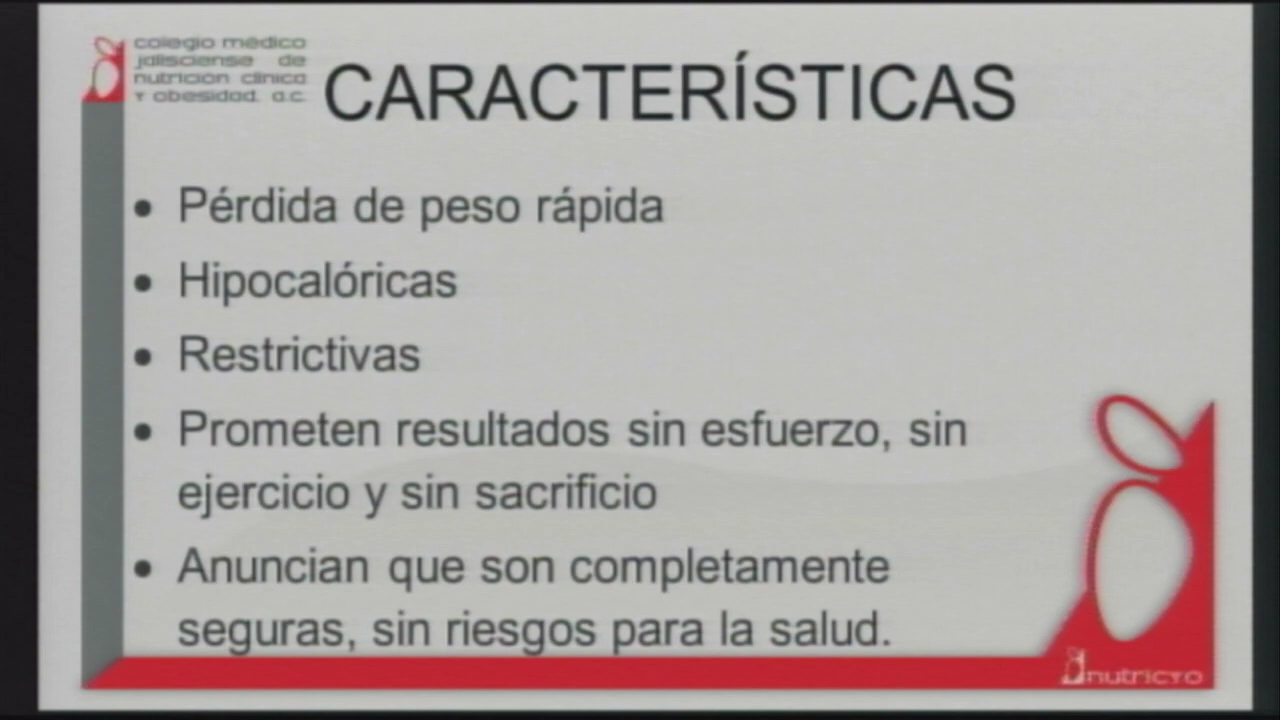 colegio médico
jalisciense de
nutrición clínica
y obesidad. a.c.
CARACTERÍSTICAS
• Pérdida de peso rápida
• Hipocalóricas
• Restrictivas
• Prometen resultados sin esfuerzo, sin
ejercicio y sin sacrificio
• Anuncian que son completamente
seguras, sin riesgos para la salud.
nutricyo